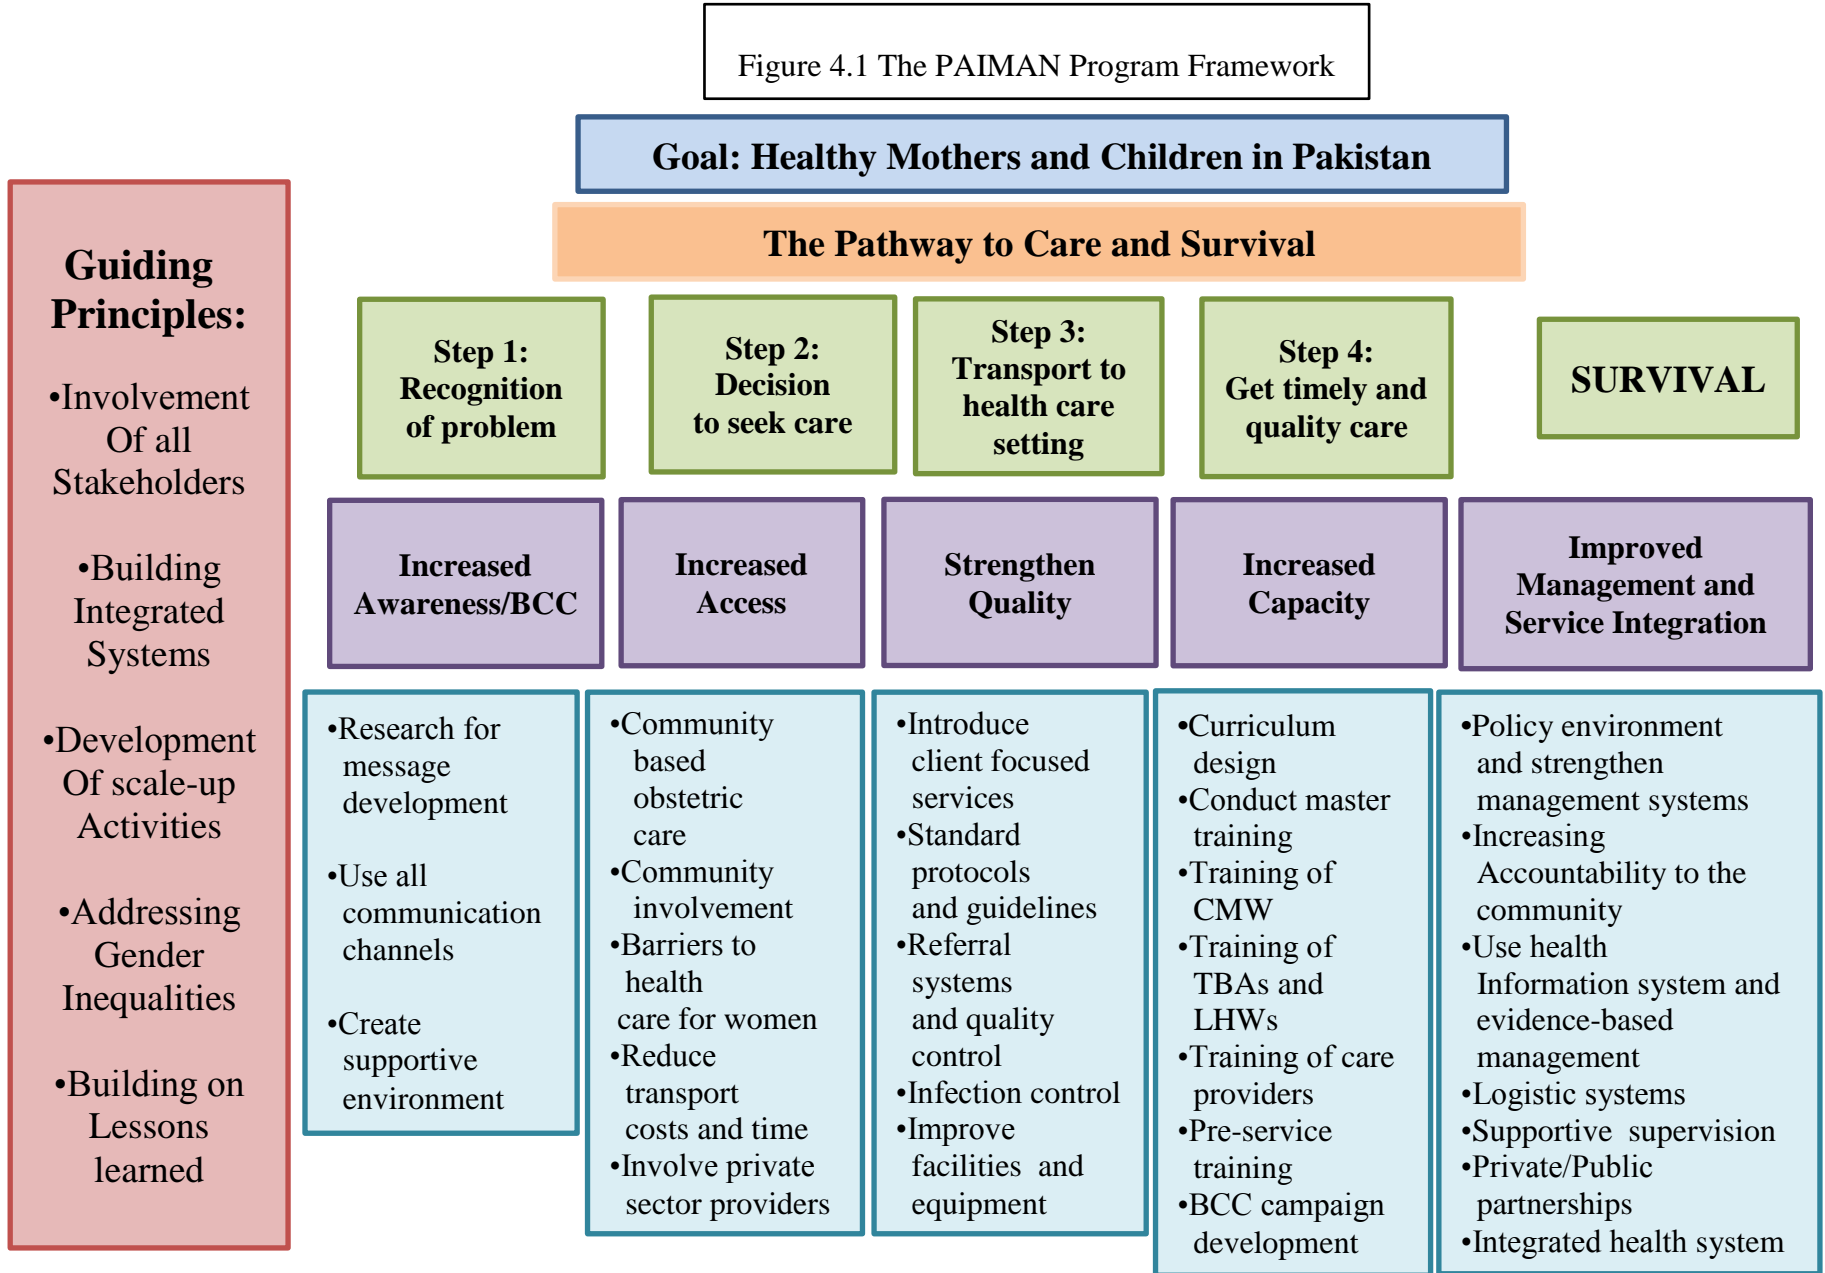 Figure 4.1 The PAIMAN Program Framework
Goal: Healthy Mothers and Children in Pakistan
The Pathway to Care and Survival
Guiding
Principles:
•Involvement
Of all
Stakeholders
•Building
Integrated
Systems
•Development
Of scale-up
Activities
•Addressing
Gender
Inequalities
•Building on
Lessons
learned
Step 1:
Recognition
of problem
Step 2:
Decision
to seek care
Step 3:
Transport to
health care
setting
Step 4:
Get timely and
quality care
SURVIVAL
Increased
Awareness/BCC
Increased
Access
Strengthen
Quality
Increased
Capacity
Improved
Management and
Service Integration
•Research for
message
development
•Use all
communication
channels
•Create
supportive
environment
•Community
based
obstetric
care
•Community
involvement
•Barriers to
health
care for women
•Reduce
transport
costs and time
•Involve private
sector providers
•Introduce
client focused
services
•Standard
protocols
and guidelines
•Referral
systems
and quality
control
•Infection control
•Improve
facilities and
equipment
•Curriculum
design
•Conduct master
training
•Training of
CMW
•Training of
TBAs and
LHWs
•Training of care
providers
•Pre-service
training
•BCC campaign
development
•Policy environment
and strengthen
management systems
•Increasing
Accountability to the
community
•Use health
Information system and
evidence-based
management
•Logistic systems
•Supportive supervision
•Private/Public
partnerships
•Integrated health system